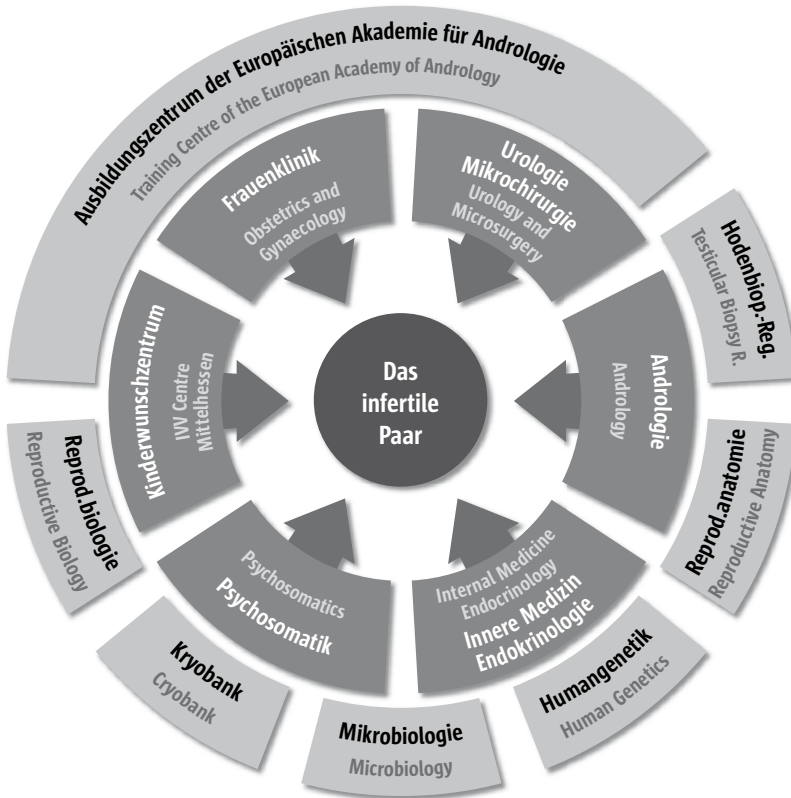 Ausbildungszentrum der Europäischen Akademie für Andrologie
Training Centre of the European Academy of Andrology
Frauenklinik
Obstetrics and
Gynaecology
Urologie
Mikrochirurgie
Urology and
Microsurgery
Hodenbiop.-Reg.
Testicular Biopsy R.
Kinderwunschzentrum
IVV Centre
Mittelhessen
Das
infertile
Paar
Andrologie
Andrology
Reprod.biologie
Reproductive Biology
Reprod.anatomie
Reproductive Anatomy
Psychosomatics
Psychosomatik
Internal Medicine
Endocrinology
Innere Medizin
Endokrinologie
Kryobank
Cryobank
Mikrobiologie
Microbiology
Humangenetik
Human Genetics